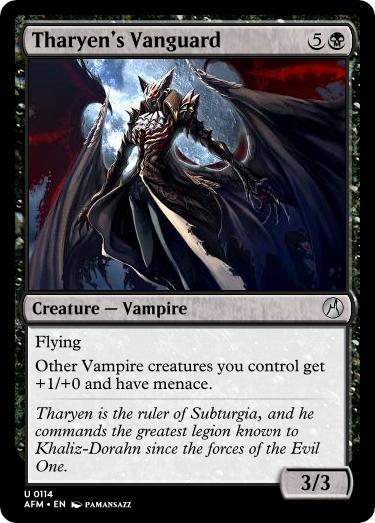 Tharyen's Vanguard 5
Creature — Vampire
Flying
Other Vampire creatures you control get
+1/+0 and have menace.
Tharyen is the ruler of Subturgia, and he
commands the greatest legion known to
Khaliz-Dorahn since the forces of the Evil
One.
3/3
U 0114
AFM • EN PAMANSAZZ